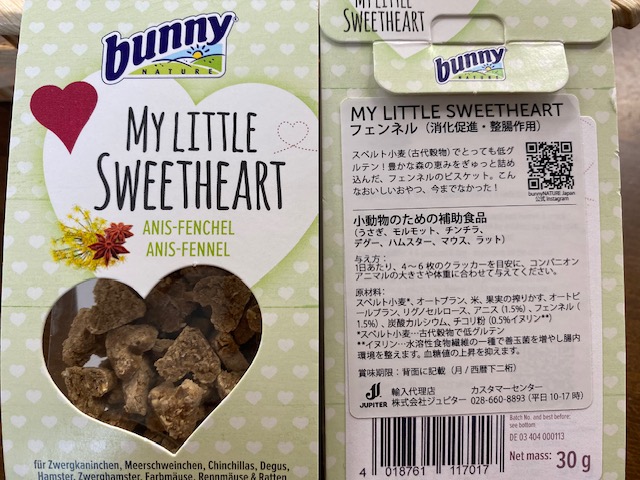 bunny
NATURE
MY LITTLE
SWEETHEART
ANIS-FENCHEL
ANIS-FENNEL
für Zwergkaninchen, Meerschweinchen, Chinchillas, Degus,
Hamster, Zwerghamster, Farbmäuse, Rennmäuse & Ratten
MY LITTLE
SWEETHEART
bunny
NATURE
MY LITTLE SWEETHEART
フェンネル（消化促進・整腸作用）
スペルト小麦（古代穀物）でとっても低グ
ルテン！豊かな森の恵みをぎゅっと詰め
込んだ、フェンネルのビスケット。こん
なおいしいおやつ、今までなかった！
bunnyNATURE Japan
公式 Instagram
小動物のための補助食品
（うさぎ、モルモット、チンチラ、
デグー、ハムスター、マウス、ラット）
与え方：
1日あたり、4～6 枚のクラッカーを目安に、コンパニオン
アニマルの大きさや体重に合わせて与えてください。
原材料：
スペルト小麦*、オートブラン、米、果実の搾りかす、オートピ
ールブラン、リグノセルロース、アニス（1.5%）、フェンネル（
1.5%）、炭酸カルシウム、チコリ粉（0.5%イヌリン**）
*スペルト小麦…古代穀物で低グルテン
**イヌリン…水溶性食物繊維の一種で善玉菌を増やし腸内
環境を整えます。血糖値の上昇を抑えます。
賞味期限：背面に記載（月 / 西暦下二桁）
JUPITER
輸入代理店
株式会社ジュピター
カスタマーセンター
028-660-8893（平日 10-17 時）
Batch No. and best before:
see bottom
DE 03 404 000113
Net mass: 30 g
4 018761 117017